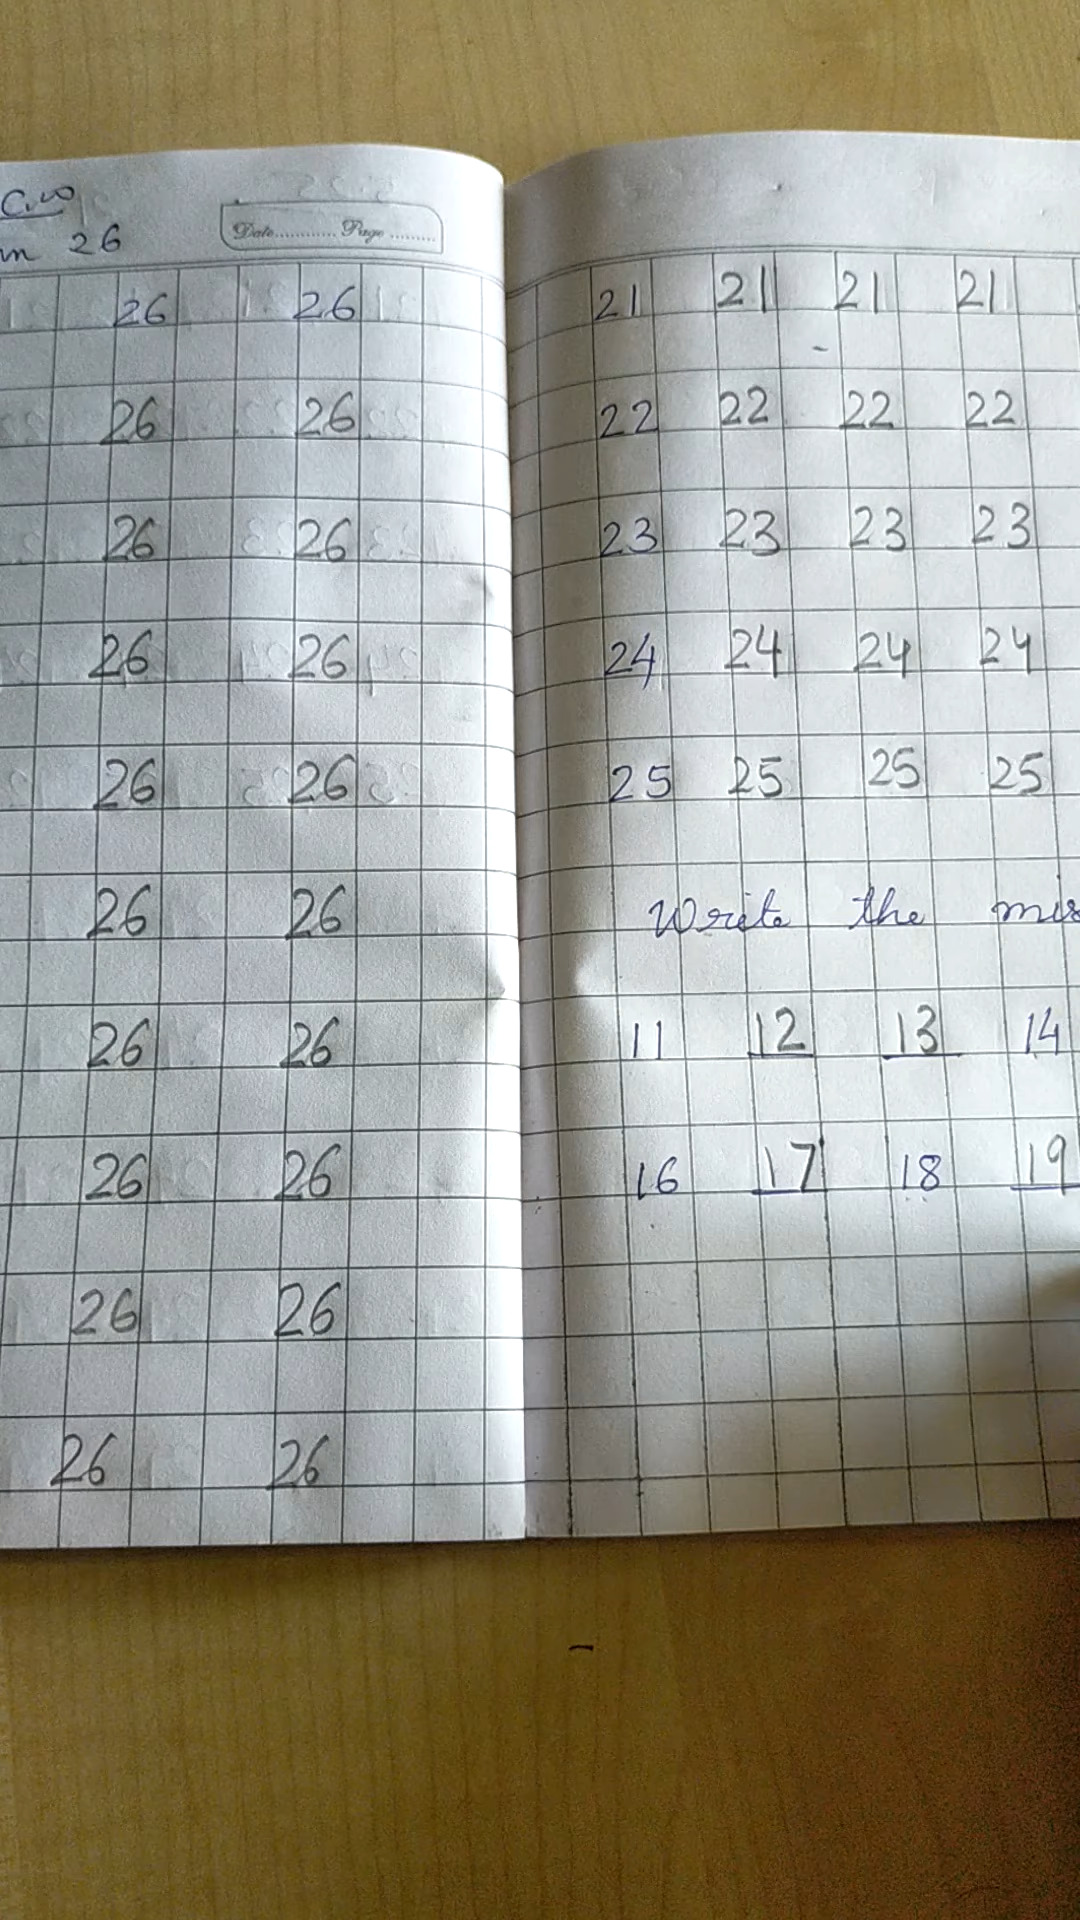 C.w
26
Date............ Page .........
26 26
26 26
26 26
26 26
26 26
26 26
26 26
26 26
26 26
26 26
21 21 21 21
22 22 22 22
23 23 23 23
24 24 24 24
25 25 25 25
Write the mis
11 12 13 14
16 17 18 19